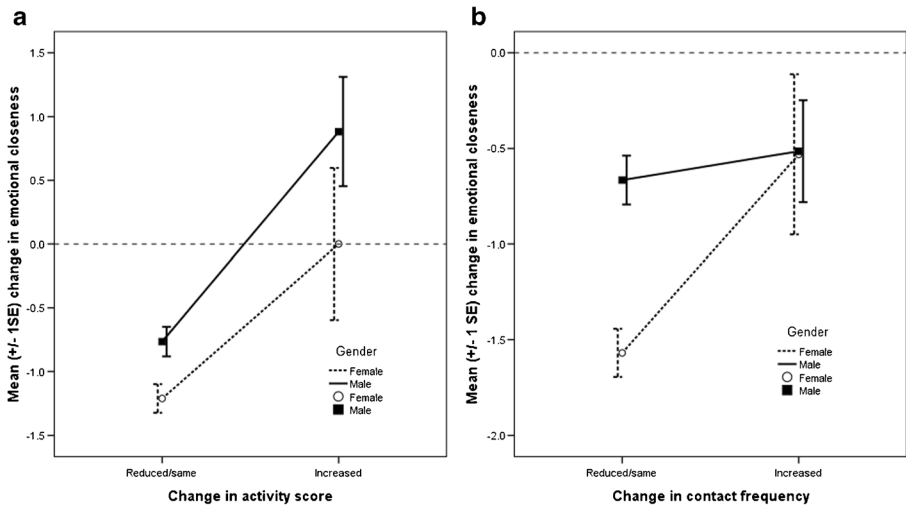 a
Mean (+/- 1SE) change in emotional closeness
1.5
1.0
0.5
0.0
-0.5
-1.0
-1.5
Gender
Female
Male
Female
Male
Reduced/same
Increased
Change in activity score
b
Mean (+/- 1 SE) change in emotional closeness
0.0
-0.5
-1.0
-1.5
-2.0
Gender
Female
Male
Female
Male
Reduced/same
Increased
Change in contact frequency